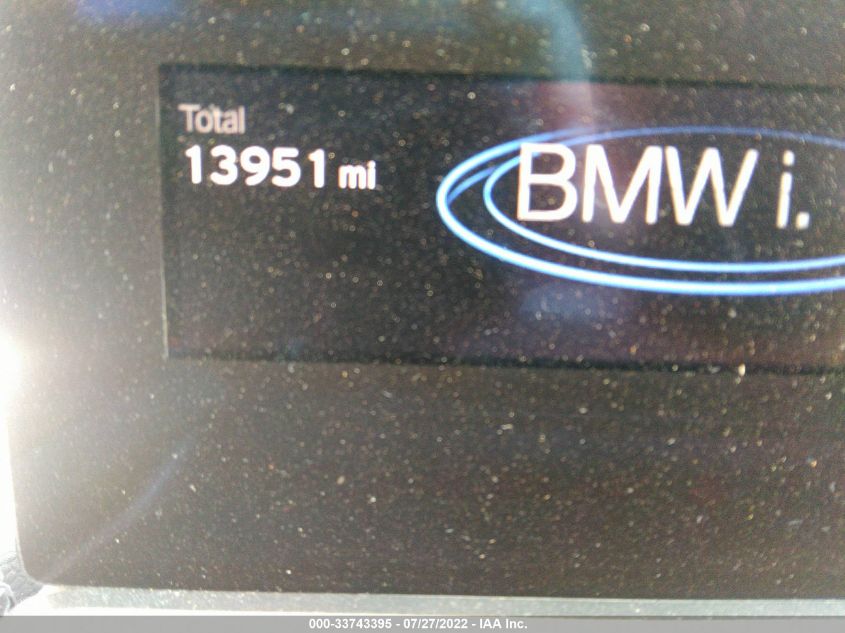 Total
13951 mi
BMW i.
000-33743395 - 07/27/2022 - IAA Inc.